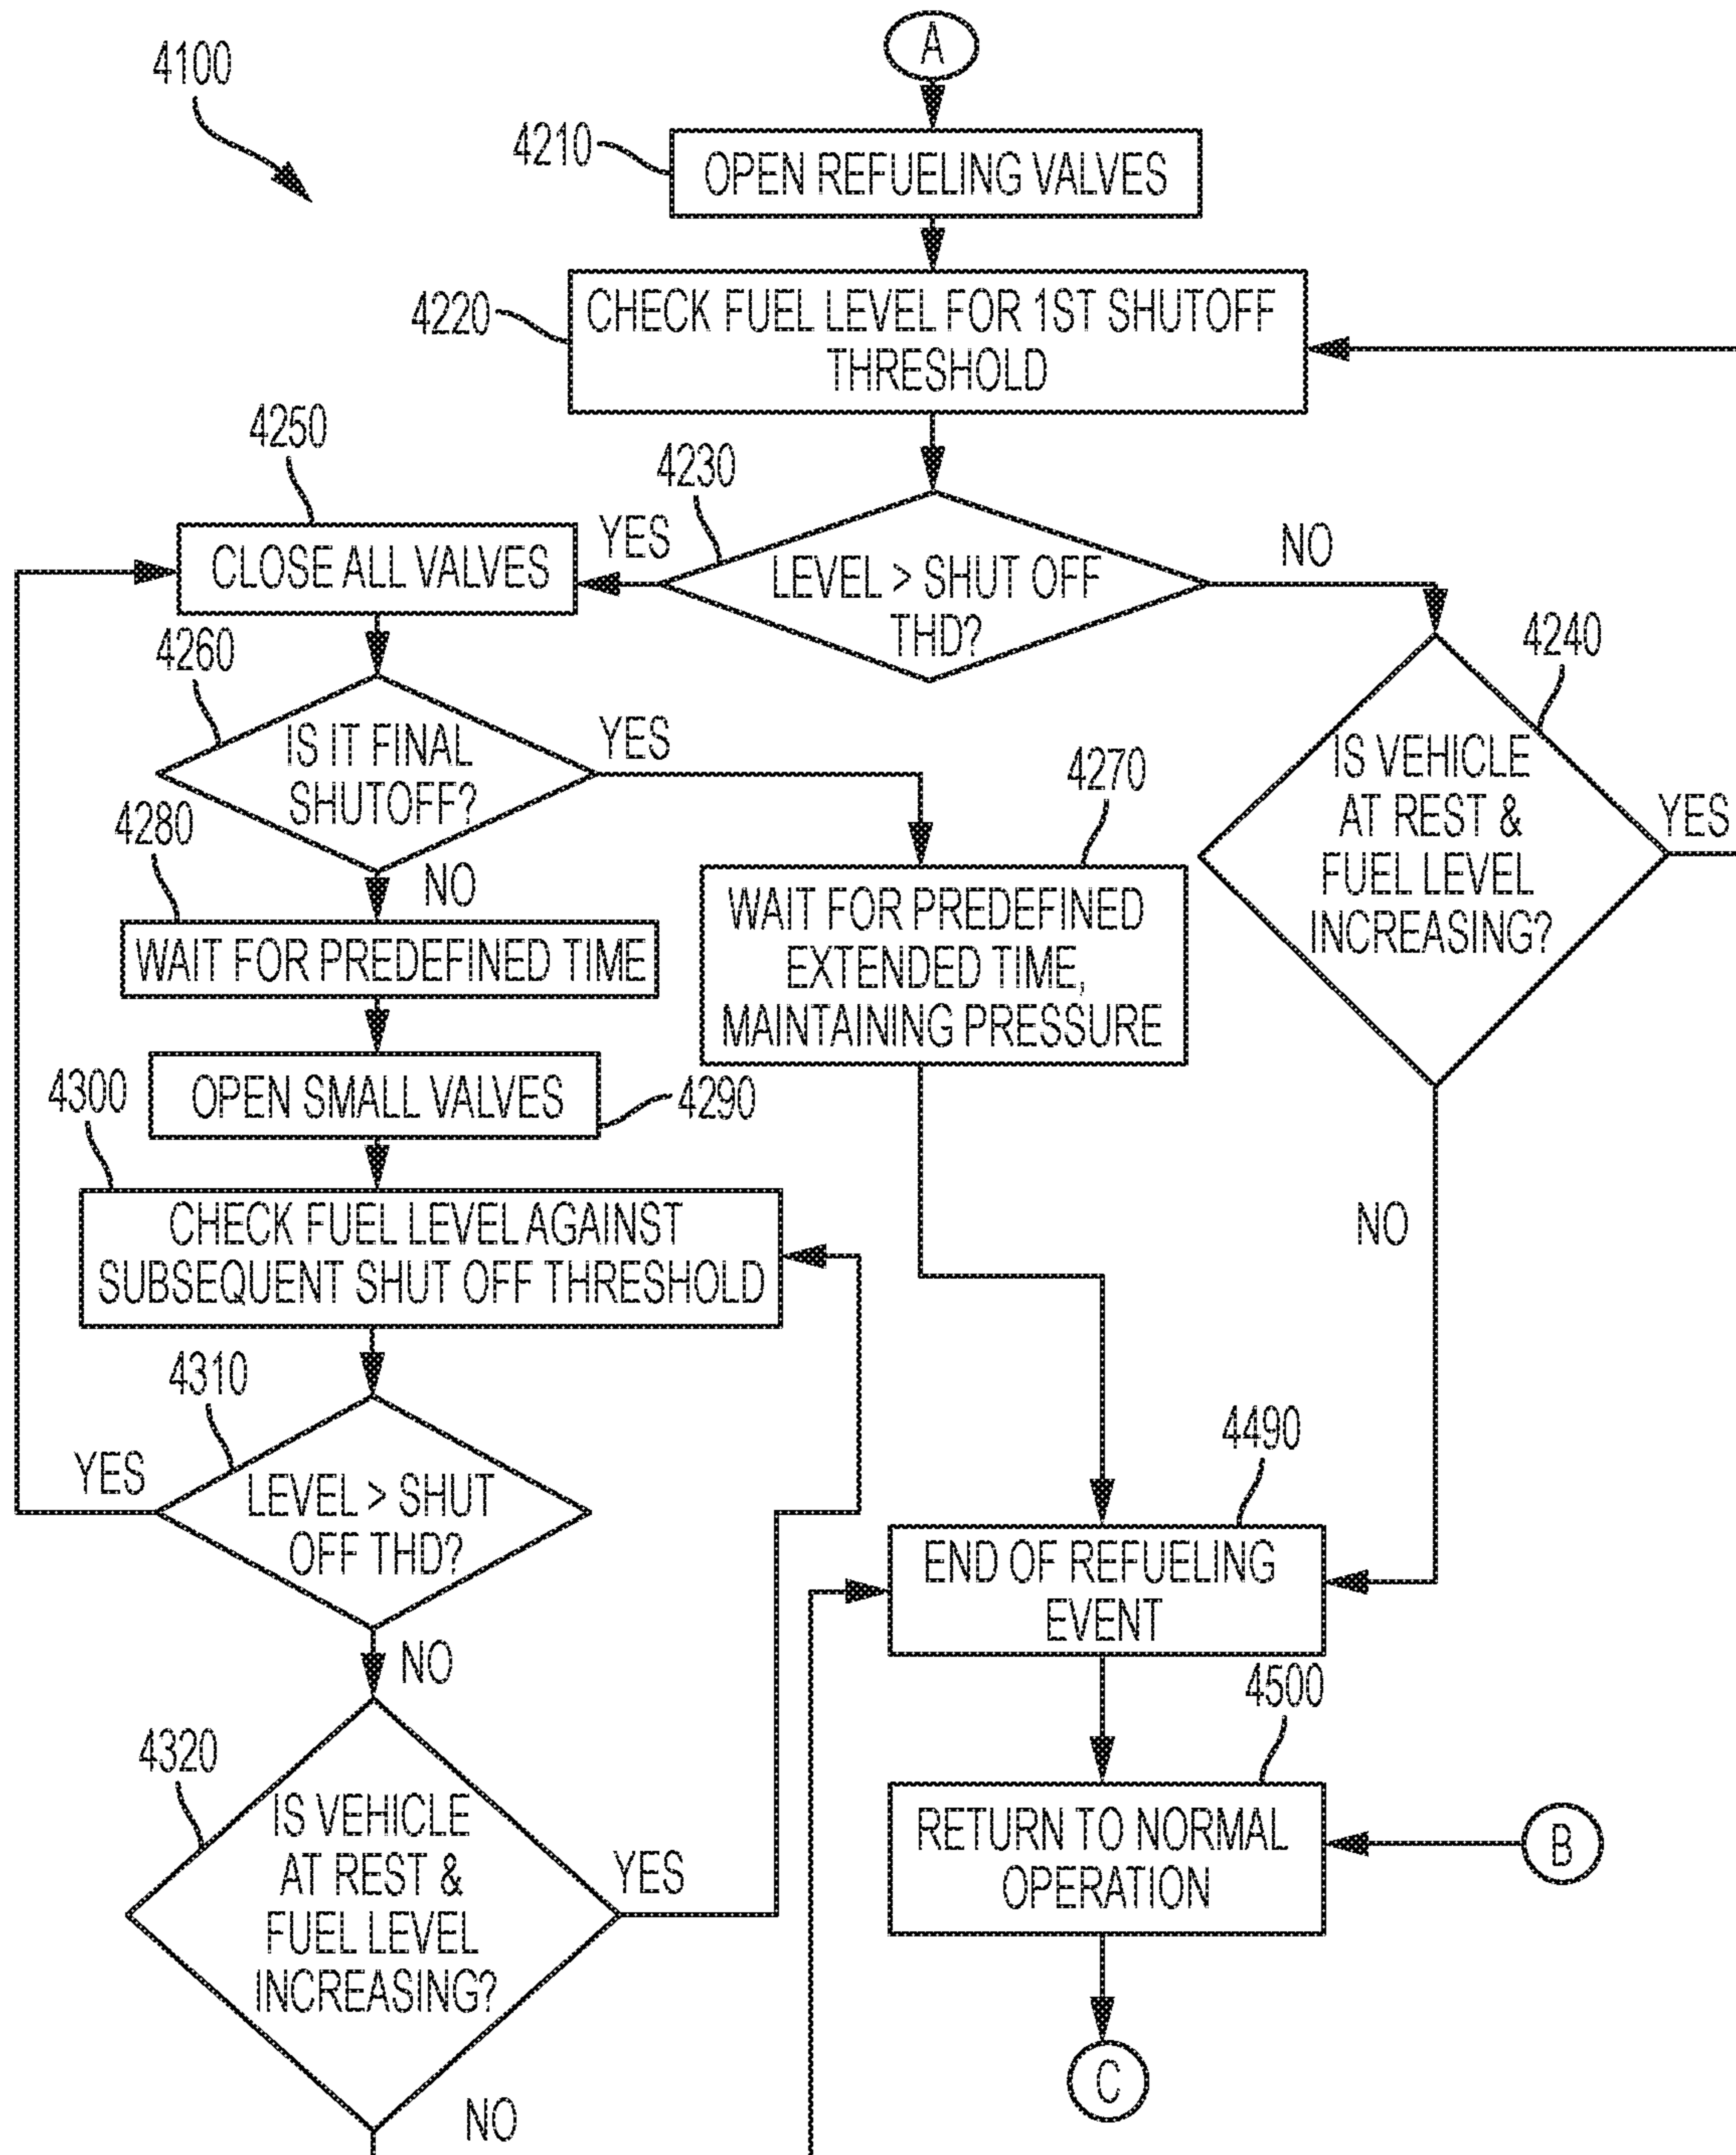 A
4100
4210
OPEN REFUELING VALVES
4220
CHECK FUEL LEVEL FOR 1ST SHUTOFF
THRESHOLD
4250
4230
CLOSE ALL VALVES
YES
LEVEL > SHUT OFF
THD?
NO
4240
4260
IS IT FINAL
SHUTOFF?
YES
IS VEHICLE
AT REST &
FUEL LEVEL
INCREASING?
YES
4280
NO
4270
WAIT FOR PREDEFINED
EXTENDED TIME,
MAINTAINING PRESSURE
WAIT FOR PREDEFINED TIME
4300
OPEN SMALL VALVES
4290
CHECK FUEL LEVEL AGAINST
SUBSEQUENT SHUT OFF THRESHOLD
NO
4310
YES
LEVEL > SHUT
OFF THD?
4490
END OF REFUELING
EVENT
NO
4500
4320
IS VEHICLE
AT REST &
FUEL LEVEL
INCREASING?
YES
RETURN TO NORMAL
OPERATION
B
C
NO